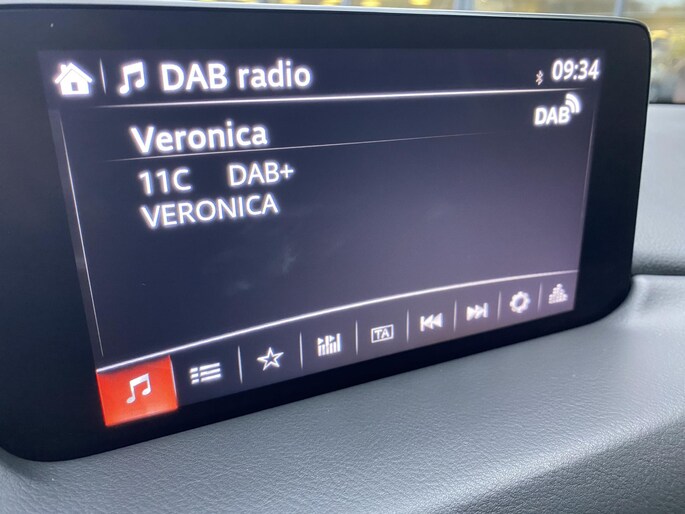 DAB radio
09:34
DAB
Veronica
11C DAB+
VERONICA
TA